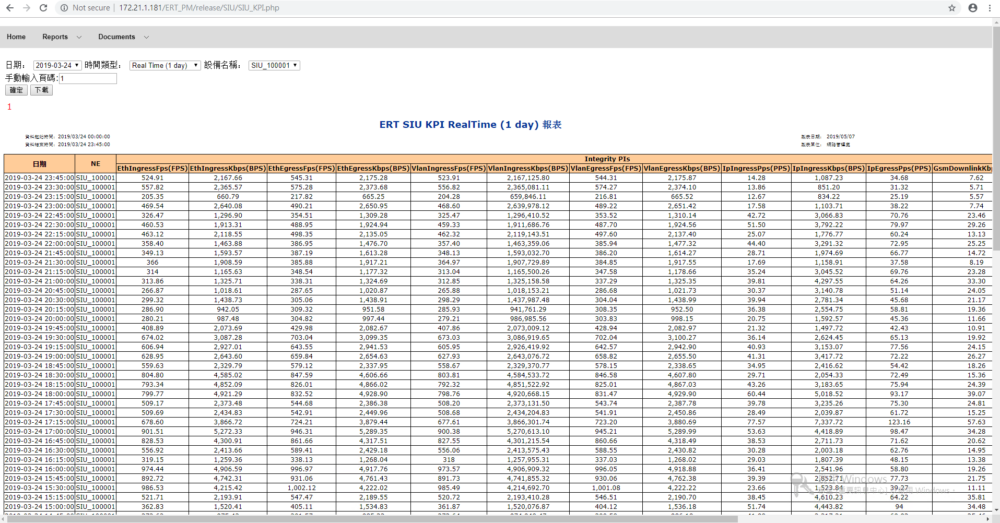 Not secure | 172.21.1.181/ERT_PM/release/SIU/SIU_KPI.php
Home Reports Documents
日期： 2019-03-24 時間類型： Real Time (1 day) 設備名稱： SIU_100001
手動輸入頁碼:1
確定 下載
1
ERT SIU KPI RealTime (1 day) 報表
資料起始時間： 2019/03/24 00:00:00 製表日期： 2019/05/07
資料結束時間： 2019/03/24 23:45:00 製表單位： 網路管理處
日期 NE Integrity PIs
EthIngressFps(FPS) EthIngressKbps(BPS) EthEgressFps(FPS) EthEgressKbps(BPS) VlanIngressFps(FPS) VlanIngressKbps(BPS) VlanEgressFps(FPS) VlanEgressKbps(BPS) IpIngressPps(PPS) IpIngressKbps(BPS) IpEgressPps(PPS) GsmDownlinkKbp
2019-03-24 23:45:00 SIU_100001 524.91 2,167.66 545.31 2,175.28 523.91 2,167,125.80 544.31 2,175.87 14.28 1,087.23 34.68 7.62
2019-03-24 23:30:00 SIU_100001 557.82 2,365.57 575.28 2,373.68 556.82 2,365,081.11 574.27 2,374.10 13.86 851.20 31.32 5.71
2019-03-24 23:15:00 SIU_100001 205.35 660.79 217.82 665.25 204.28 659,846.11 216.81 665.52 12.67 834.22 25.19 5.57
2019-03-24 23:00:00 SIU_100001 469.54 2,640.08 490.21 2,650.95 468.60 2,639,978.12 489.22 2,651.42 17.58 1,103.71 38.22 7.74
2019-03-24 22:45:00 SIU_100001 326.47 1,296.90 354.51 1,309.28 325.47 1,296,410.52 353.52 1,310.14 42.72 3,066.83 70.76 23.46
2019-03-24 22:30:00 SIU_100001 460.53 1,913.31 488.95 1,924.94 459.33 1,911,686.76 487.70 1,924.56 51.50 3,792.22 79.97 29.26
2019-03-24 22:15:00 SIU_100001 463.12 2,118.55 498.35 2,135.05 462.32 2,119,143.51 497.60 2,137.40 25.07 1,776.77 60.24 13.13
2019-03-24 22:00:00 SIU_100001 358.40 1,463.88 386.95 1,476.70 357.40 1,463,359.06 385.94 1,477.32 44.40 3,291.32 72.95 25.25
2019-03-24 21:45:00 SIU_100001 349.13 1,593.57 387.19 1,613.28 348.13 1,593,032.70 386.20 1,614.27 28.71 1,974.69 66.77 14.72
2019-03-24 21:30:00 SIU_100001 366 1,908.59 385.88 1,917.21 364.97 1,907,729.89 384.85 1,917.55 17.69 1,158.91 37.58 8.19
2019-03-24 21:15:00 SIU_100001 314 1,165.63 348.54 1,177.32 313.04 1,165,500.26 347.58 1,178.66 35.24 3,045.52 69.76 23.28
2019-03-24 21:00:00 SIU_100001 313.86 1,325.71 338.31 1,324.69 312.85 1,325,158.58 337.29 1,325.35 39.81 4,297.55 64.26 33.30
2019-03-24 20:45:00 SIU_100001 266.87 1,018.61 287.65 1,020.87 265.88 1,018,153.21 286.68 1,021.73 30.37 3,140.78 51.14 24.05
2019-03-24 20:30:00 SIU_100001 299.32 1,438.73 305.06 1,438.91 298.29 1,437,987.48 304.04 1,438.99 39.94 2,781.34 45.68 21.17
2019-03-24 20:15:00 SIU_100001 286.90 942.05 309.32 951.58 285.93 941,761.29 308.35 952.50 36.38 2,554.75 58.81 19.36
2019-03-24 20:00:00 SIU_100001 280.21 987.48 304.82 997.44 279.21 986,985.56 303.83 998.15 20.75 1,592.57 45.36 11.66
2019-03-24 19:45:00 SIU_100001 408.89 2,073.69 429.98 2,082.67 407.86 2,073,009.12 428.94 2,082.97 21.32 1,497.72 42.43 10.91
2019-03-24 19:30:00 SIU_100001 674.02 3,087.28 703.04 3,099.35 673.03 3,086,919.65 702.04 3,100.27 36.14 2,624.45 65.13 19.92
2019-03-24 19:15:00 SIU_100001 606.94 2,927.01 643.55 2,941.53 605.95 2,926,419.92 642.57 2,942.90 40.93 3,153.07 77.56 24.15
2019-03-24 19:00:00 SIU_100001 628.95 2,643.60 659.84 2,654.63 627.93 2,643,076.72 658.82 2,655.50 41.31 3,417.72 72.22 26.27
2019-03-24 18:45:00 SIU_100001 559.63 2,329.79 579.12 2,337.95 558.67 2,329,370.77 578.15 2,338.65 34.95 2,416.62 54.42 18.26
2019-03-24 18:30:00 SIU_100001 804.80 4,585.02 847.59 4,606.66 803.81 4,584,533.72 846.58 4,607.80 29.71 2,054.33 72.49 15.36
2019-03-24 18:15:00 SIU_100001 793.34 4,852.09 826.01 4,866.02 792.32 4,851,522.92 825.01 4,867.03 43.26 3,183.65 75.94 24.39
2019-03-24 18:00:00 SIU_100001 799.77 4,921.29 832.52 4,928.90 798.76 4,920,668.15 831.47 4,929.90 60.44 5,018.52 93.17 39.07
2019-03-24 17:45:00 SIU_100001 509.17 2,373.48 544.68 2,386.38 508.20 2,373,131.50 543.74 2,387.78 39.78 3,235.26 75.30 24.81
2019-03-24 17:30:00 SIU_100001 509.69 2,434.83 542.91 2,449.96 508.68 2,434,204.83 541.91 2,450.86 28.49 2,039.87 61.72 15.25
2019-03-24 17:15:00 SIU_100001 678.60 3,866.72 724.21 3,879.44 677.61 3,866,301.74 723.20 3,880.69 77.57 7,337.72 123.16 57.63
2019-03-24 17:00:00 SIU_100001 901.51 5,272.33 946.31 5,289.35 900.38 5,270,613.10 945.21 5,289.99 53.63 4,418.89 98.47 34.28
2019-03-24 16:45:00 SIU_100001 828.53 4,300.91 861.66 4,317.51 827.55 4,301,215.54 860.66 4,318.49 38.53 2,711.73 71.62 20.62
2019-03-24 16:30:00 SIU_100001 556.92 2,413.66 589.41 2,429.18 556.06 2,413,575.43 588.55 2,430.82 30.28 2,003.18 62.76 14.95
2019-03-24 16:15:00 SIU_100001 319.15 1,259.36 338.13 1,268.04 318 1,257,955.31 337.03 1,268.02 29.03 1,807.39 48.15 13.38
2019-03-24 16:00:00 SIU_100001 974.44 4,906.59 996.97 4,917.76 973.57 4,906,909.32 996.05 4,918.88 36.41 2,541.96 58.80 19.26
2019-03-24 15:45:00 SIU_100001 892.72 4,742.31 931.06 4,761.43 891.73 4,741,855.32 930.06 4,762.38 39.39 2,852.71 77.73 21.75
2019-03-24 15:30:00 SIU_100001 986.53 4,215.42 1,002.12 4,222.02 985.49 4,214,692.70 1,001.08 4,222.22 23.66 1,523.84 39.27 11.11
2019-03-24 15:15:00 SIU_100001 521.71 2,193.91 547.47 2,189.55 520.72 2,193,410.28 546.51 2,190.70 38.45 4,610.23 64.22 35.81
2019-03-24 15:00:00 SIU_100001 362.83 1,520.41 405.11 1,534.83 361.87 1,520,076.87 404.12 1,536.18 51.74 4,443.82 94 34.48
Windows
Windows。